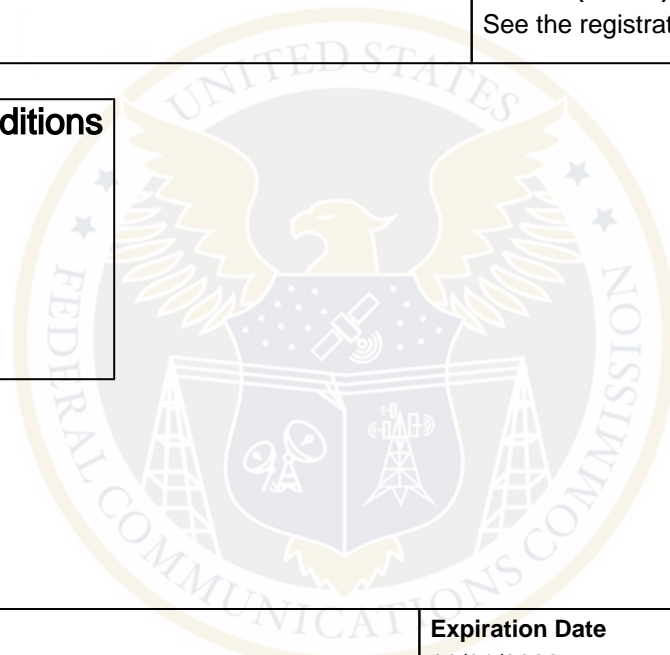 See the registrat
ditions
UNITED STATES
FEDERAL COMMUNICATIONS COMMISSION
Expiration Date